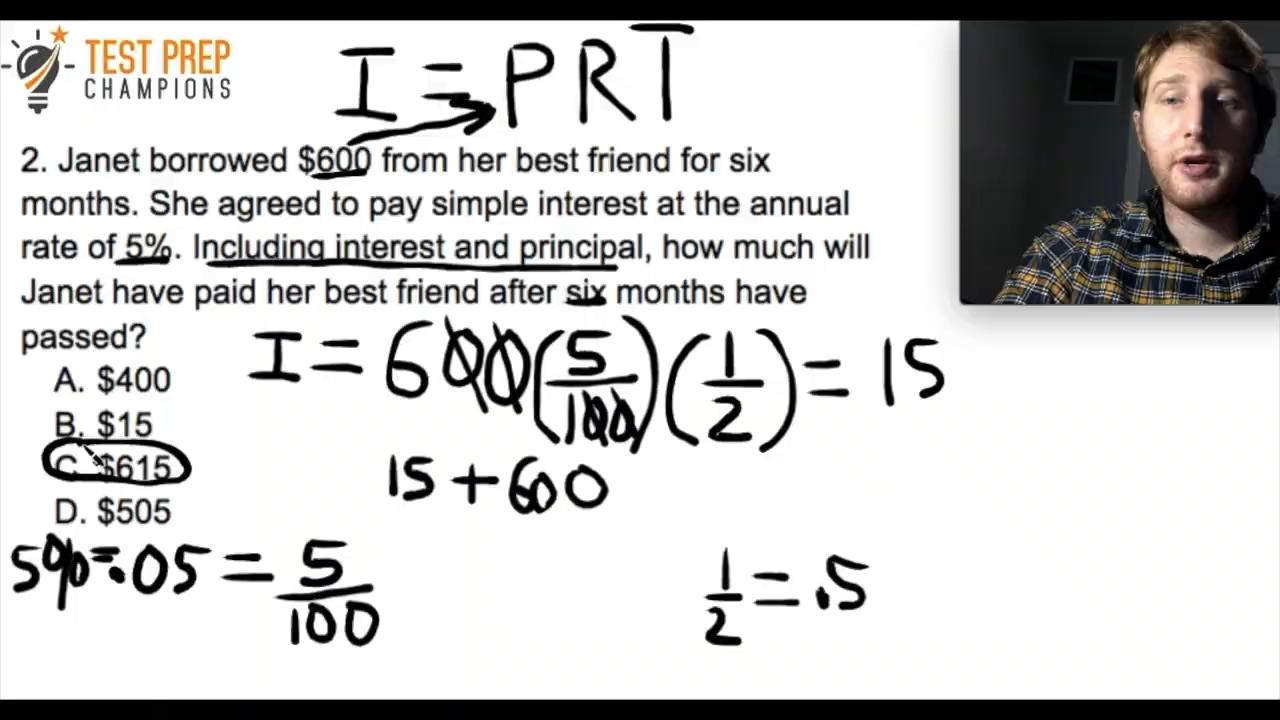 TEST PREP
CHAMPIONS
I = PRT
2. Janet borrowed $600 from her best friend for six
months. She agreed to pay simple interest at the annual
rate of 5%. Including interest and principal, how much will
Janet have paid her best friend after six months have
passed?
I = 600(5/100)(1/2) = 15
A. $400
B. $15
C. $615
D. $505
15 + 600
5% = .05 = 5/100
1/2 = .5